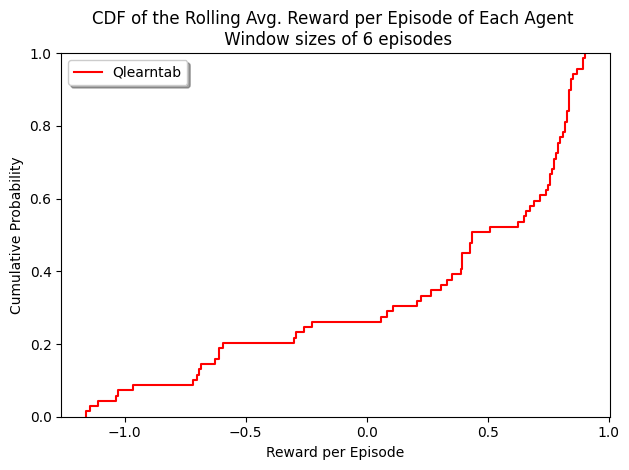 CDF of the Rolling Avg. Reward per Episode of Each Agent
Window sizes of 6 episodes
Qlearntab
1.0
0.8
0.6
0.4
0.2
0.0
Cumulative Probability
−1.0
−0.5
0.0
0.5
1.0
Reward per Episode